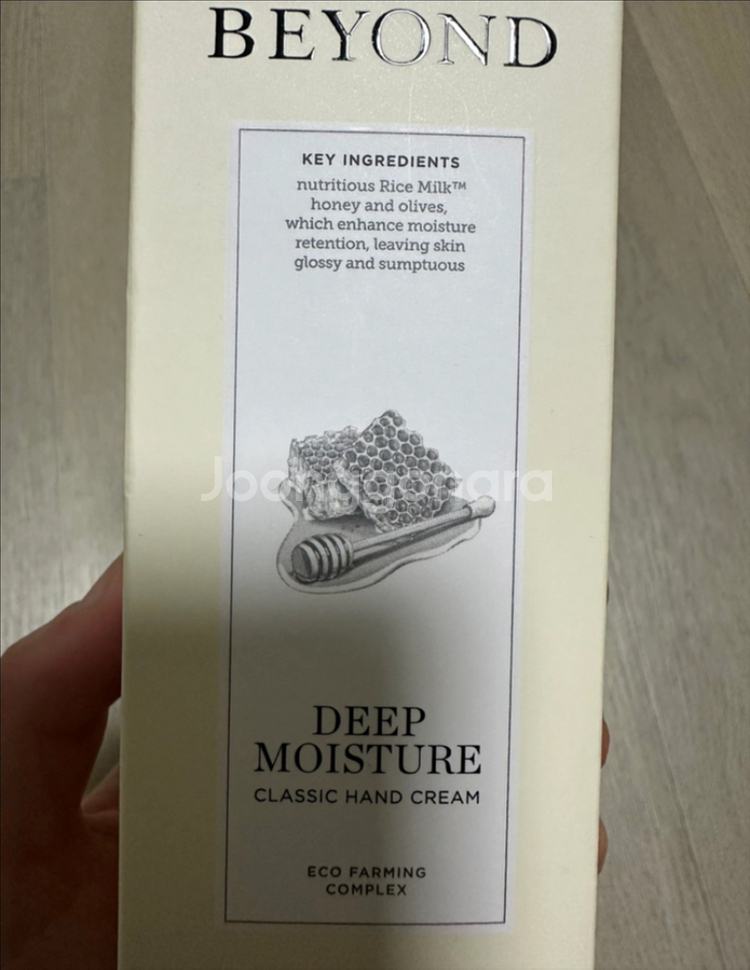 BEYOND
KEY INGREDIENTS
nutritious Rice Milk™
honey and olives,
which enhance moisture
retention, leaving skin
glossy and sumptuous
Joonggonara
DEEP
MOISTURE
CLASSIC HAND CREAM
ECO FARMING
COMPLEX